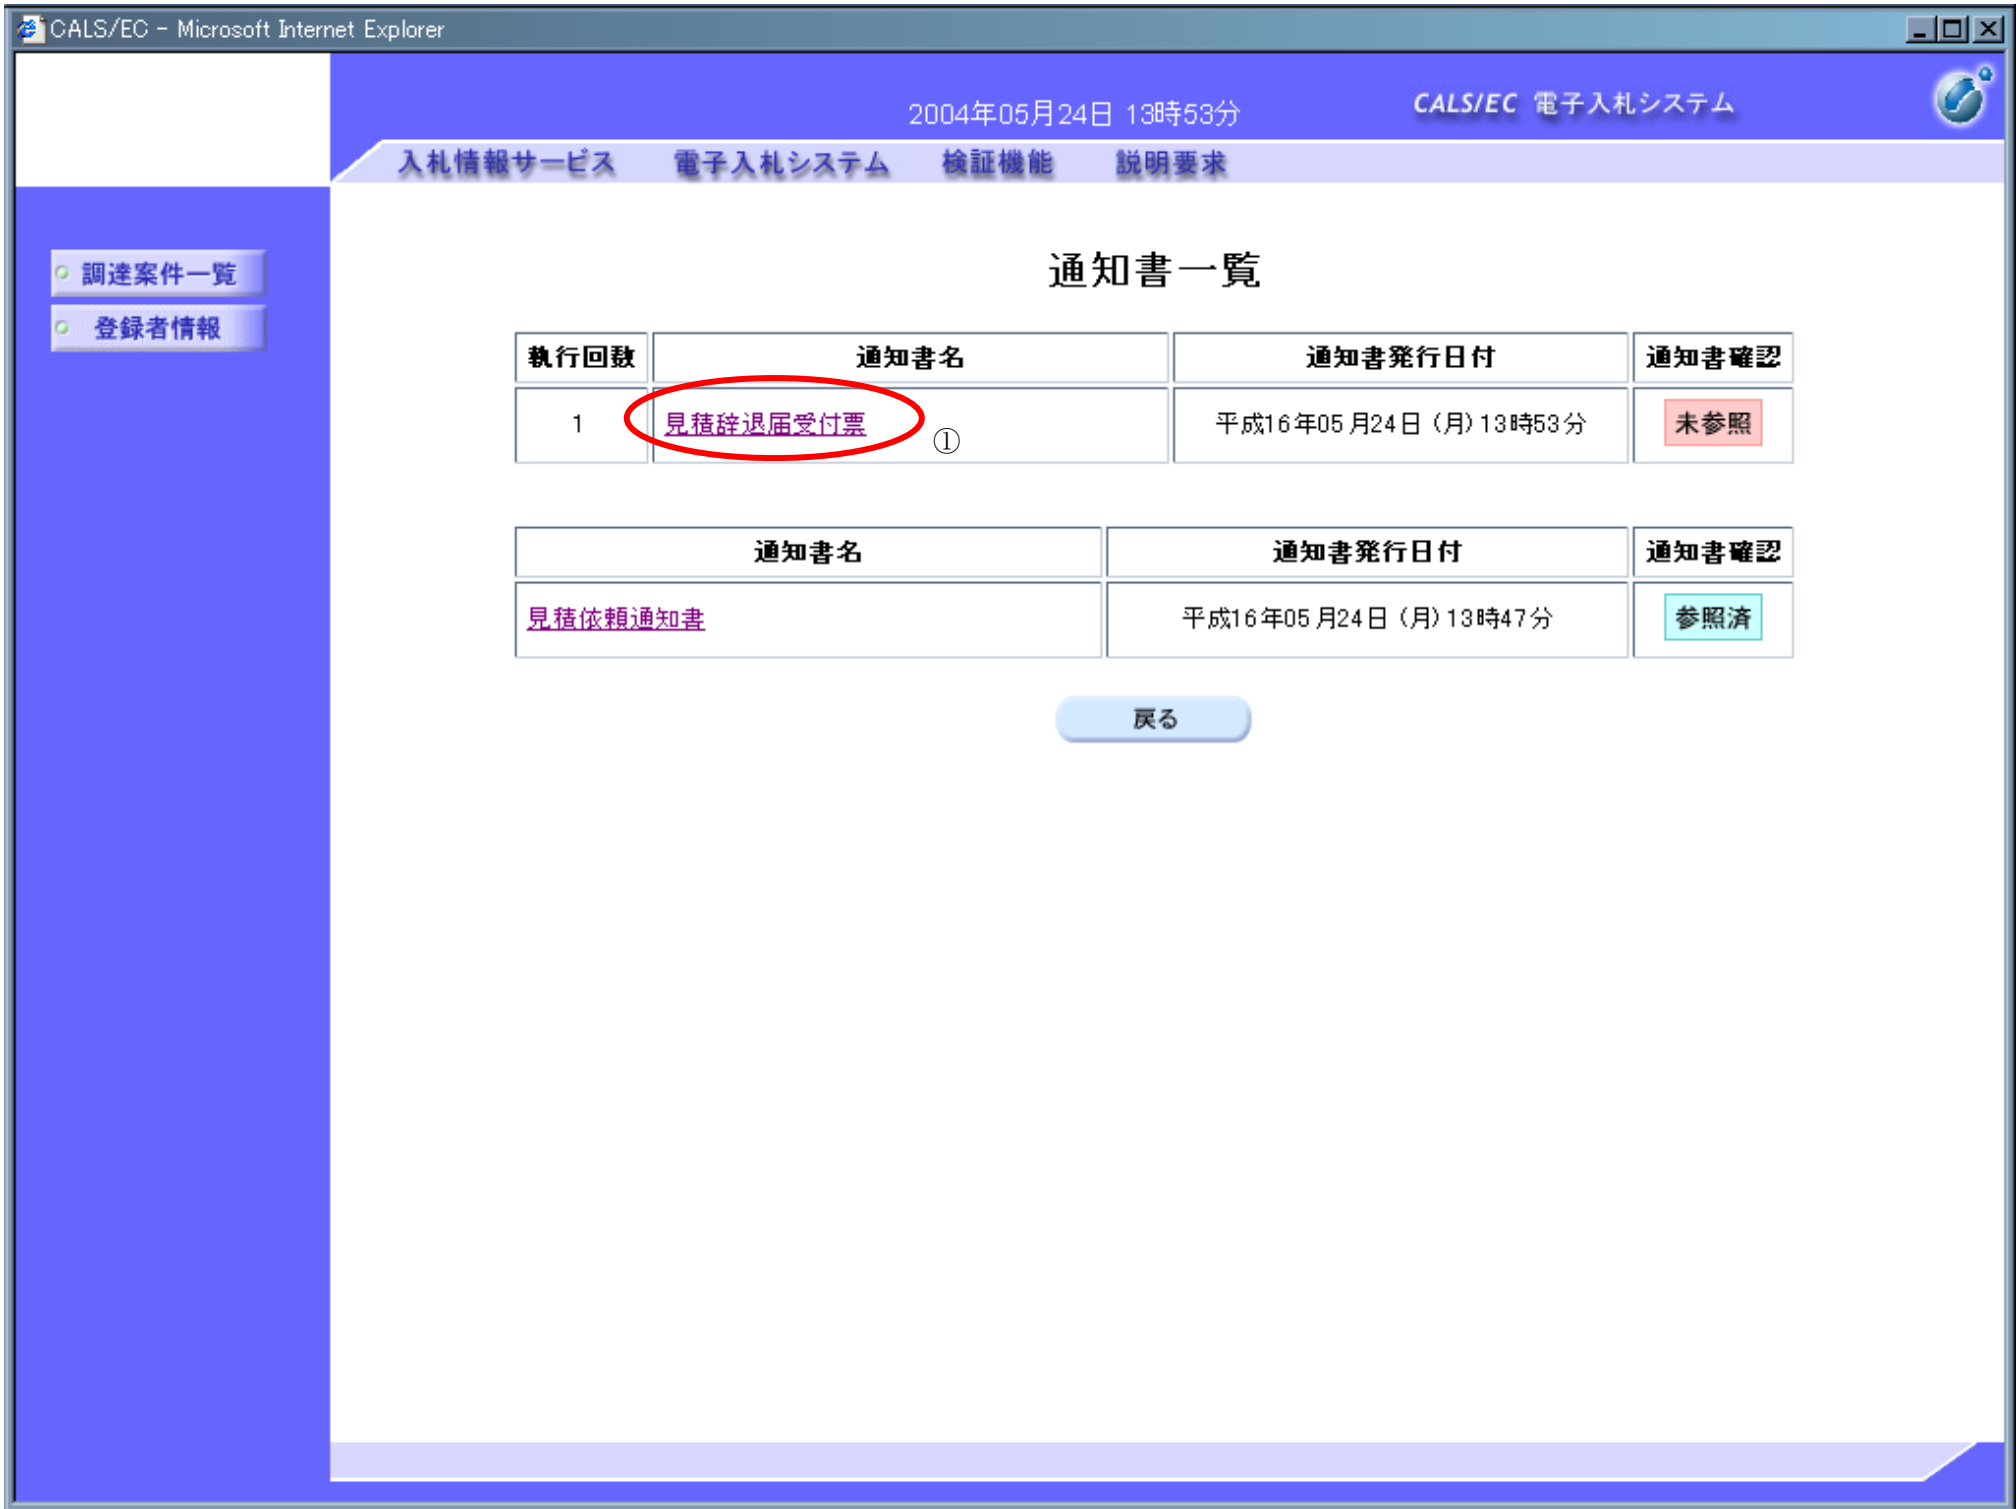 CALS/EC - Microsoft Internet Explorer
2004年05月24日 13時53分
CALS/EC 電子入札システム
入札情報サービス 電子入札システム 検証機能 説明要求
調達案件一覧
登録者情報
通知書一覧
執行回数 通知書名 通知書発行日付 通知書確認
1 見積辞退届受付票 ① 平成16年05月24日(月)13時53分 未参照
通知書名 通知書発行日付 通知書確認
見積依頼通知書 平成16年05月24日(月)13時47分 参照済
戻る